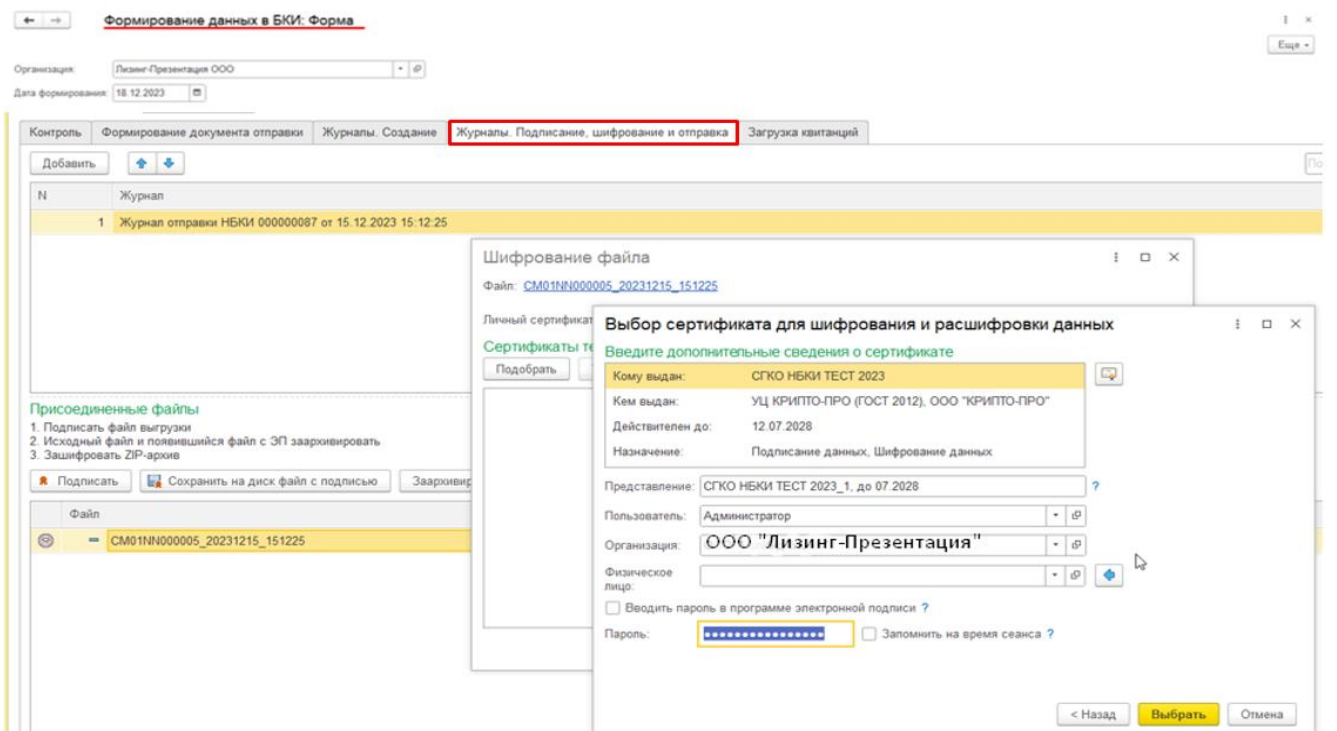 Формирование данных в БКИ: Форма
Еще
Организация: Лизинг-Презентация ООО
Дата формирования: 18.12.2023
Контроль Формирование документа отправки Журналы. Создание Журналы. Подписание, шифрование и отправка Загрузка квитанций
Добавить
N Журнал
1 Журнал отправки НБКИ 000000087 от 15.12.2023 15:12:25
Шифрование файла
Файл: CM01NN000005_20231215_151225
Личный сертификат
Сертификаты
Подобрать
Выбор сертификата для шифрования и расшифровки данных
Введите дополнительные сведения о сертификате
Кому выдан: СГКО НБКИ ТЕСТ 2023
Кем выдан: УЦ КРИПТО-ПРО (ГОСТ 2012), ООО "КРИПТО-ПРО"
Действителен до: 12.07.2028
Назначение: Подписание данных, Шифрование данных
Представление: СГКО НБКИ ТЕСТ 2023_1, до 07.2028 ?
Пользователь: Администратор
Организация: ООО "Лизинг-Презентация"
Физическое
лицо:
Вводить пароль в программе электронной подписи ?
Пароль: Запомнить на время сеанса ?
< Назад Выбрать Отмена
Присоединенные файлы
1. Подписать файл выгрузки
2. Исходный файл и появившийся файл с ЭП заархивировать
3. Зашифровать ZIP-архив
Подписать Сохранить на диск файл с подписью Заархивир
Файл
CM01NN000005_20231215_151225